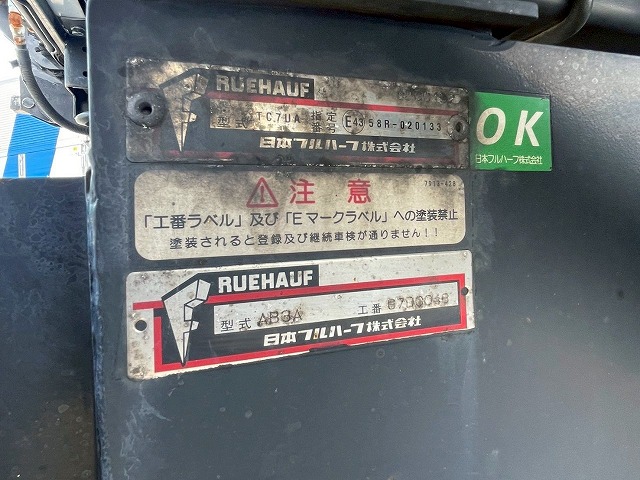 RUEHAUF
型式 TC7UA 指定番号 E43 58R-020133
日本フルハーフ株式会社
OK
日本フルハーフ株式会社
注意
「工番ラベル」及び「Eマークラベル」への塗装禁止
塗装されると登録及び継続車検が通りません!!
RUEHAUF
型式 AB3A 工番
日本フルハーフ株式会社